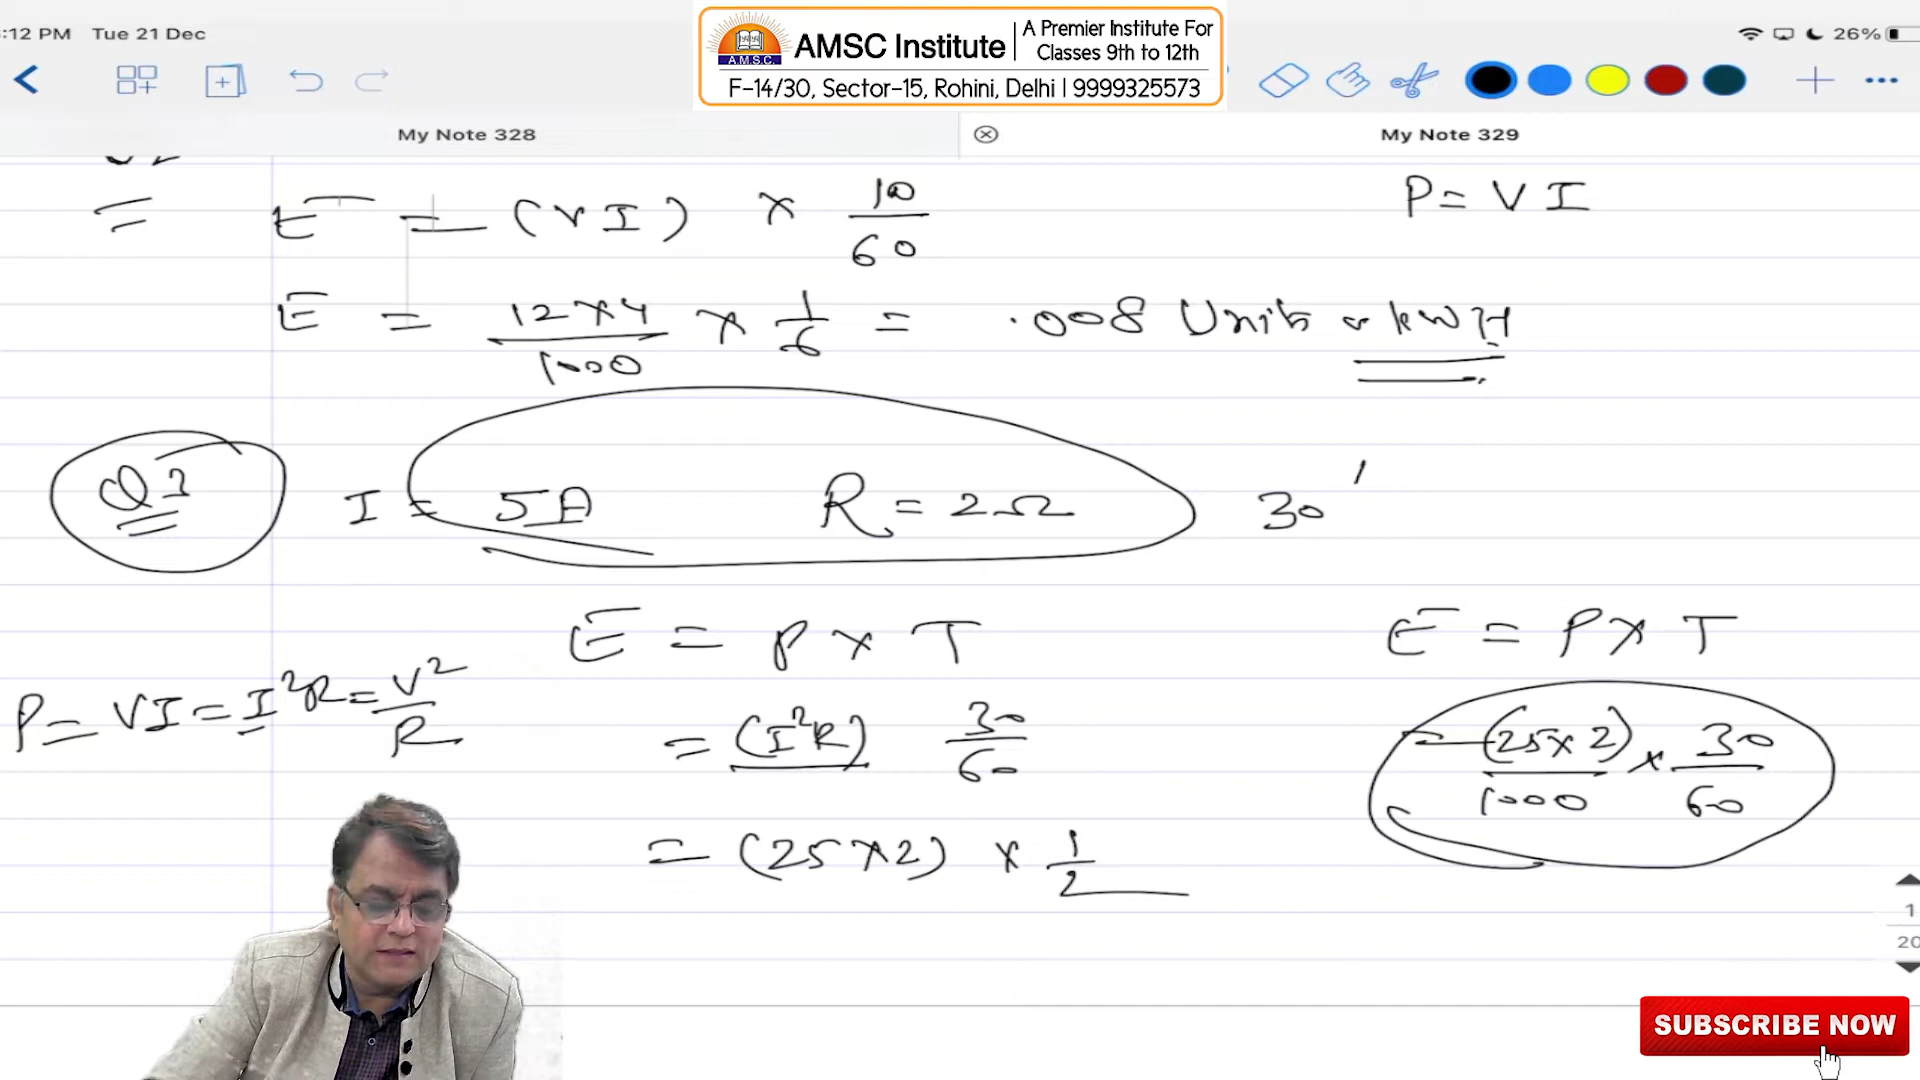 :12 PM Tue 21 Dec
AMSC Institute
A.M.S.C.
A Premier Institute For
Classes 9th to 12th
F-14/30, Sector-15, Rohini, Delhi | 9999325573
26%
My Note 328
My Note 329
= E = (VI) × 10/60
P = VI
E = 12×4/1000 × 1/6 = .008 Units or kWH
Q3 I = 5A R = 2Ω 30'
E = P × T
E = P × T
P = VI = I²R = V²/R
= (I²R) 30/60
= (25×2)/1000 × 30/60
= (25×2) × 1/2
1
20
SUBSCRIBE NOW